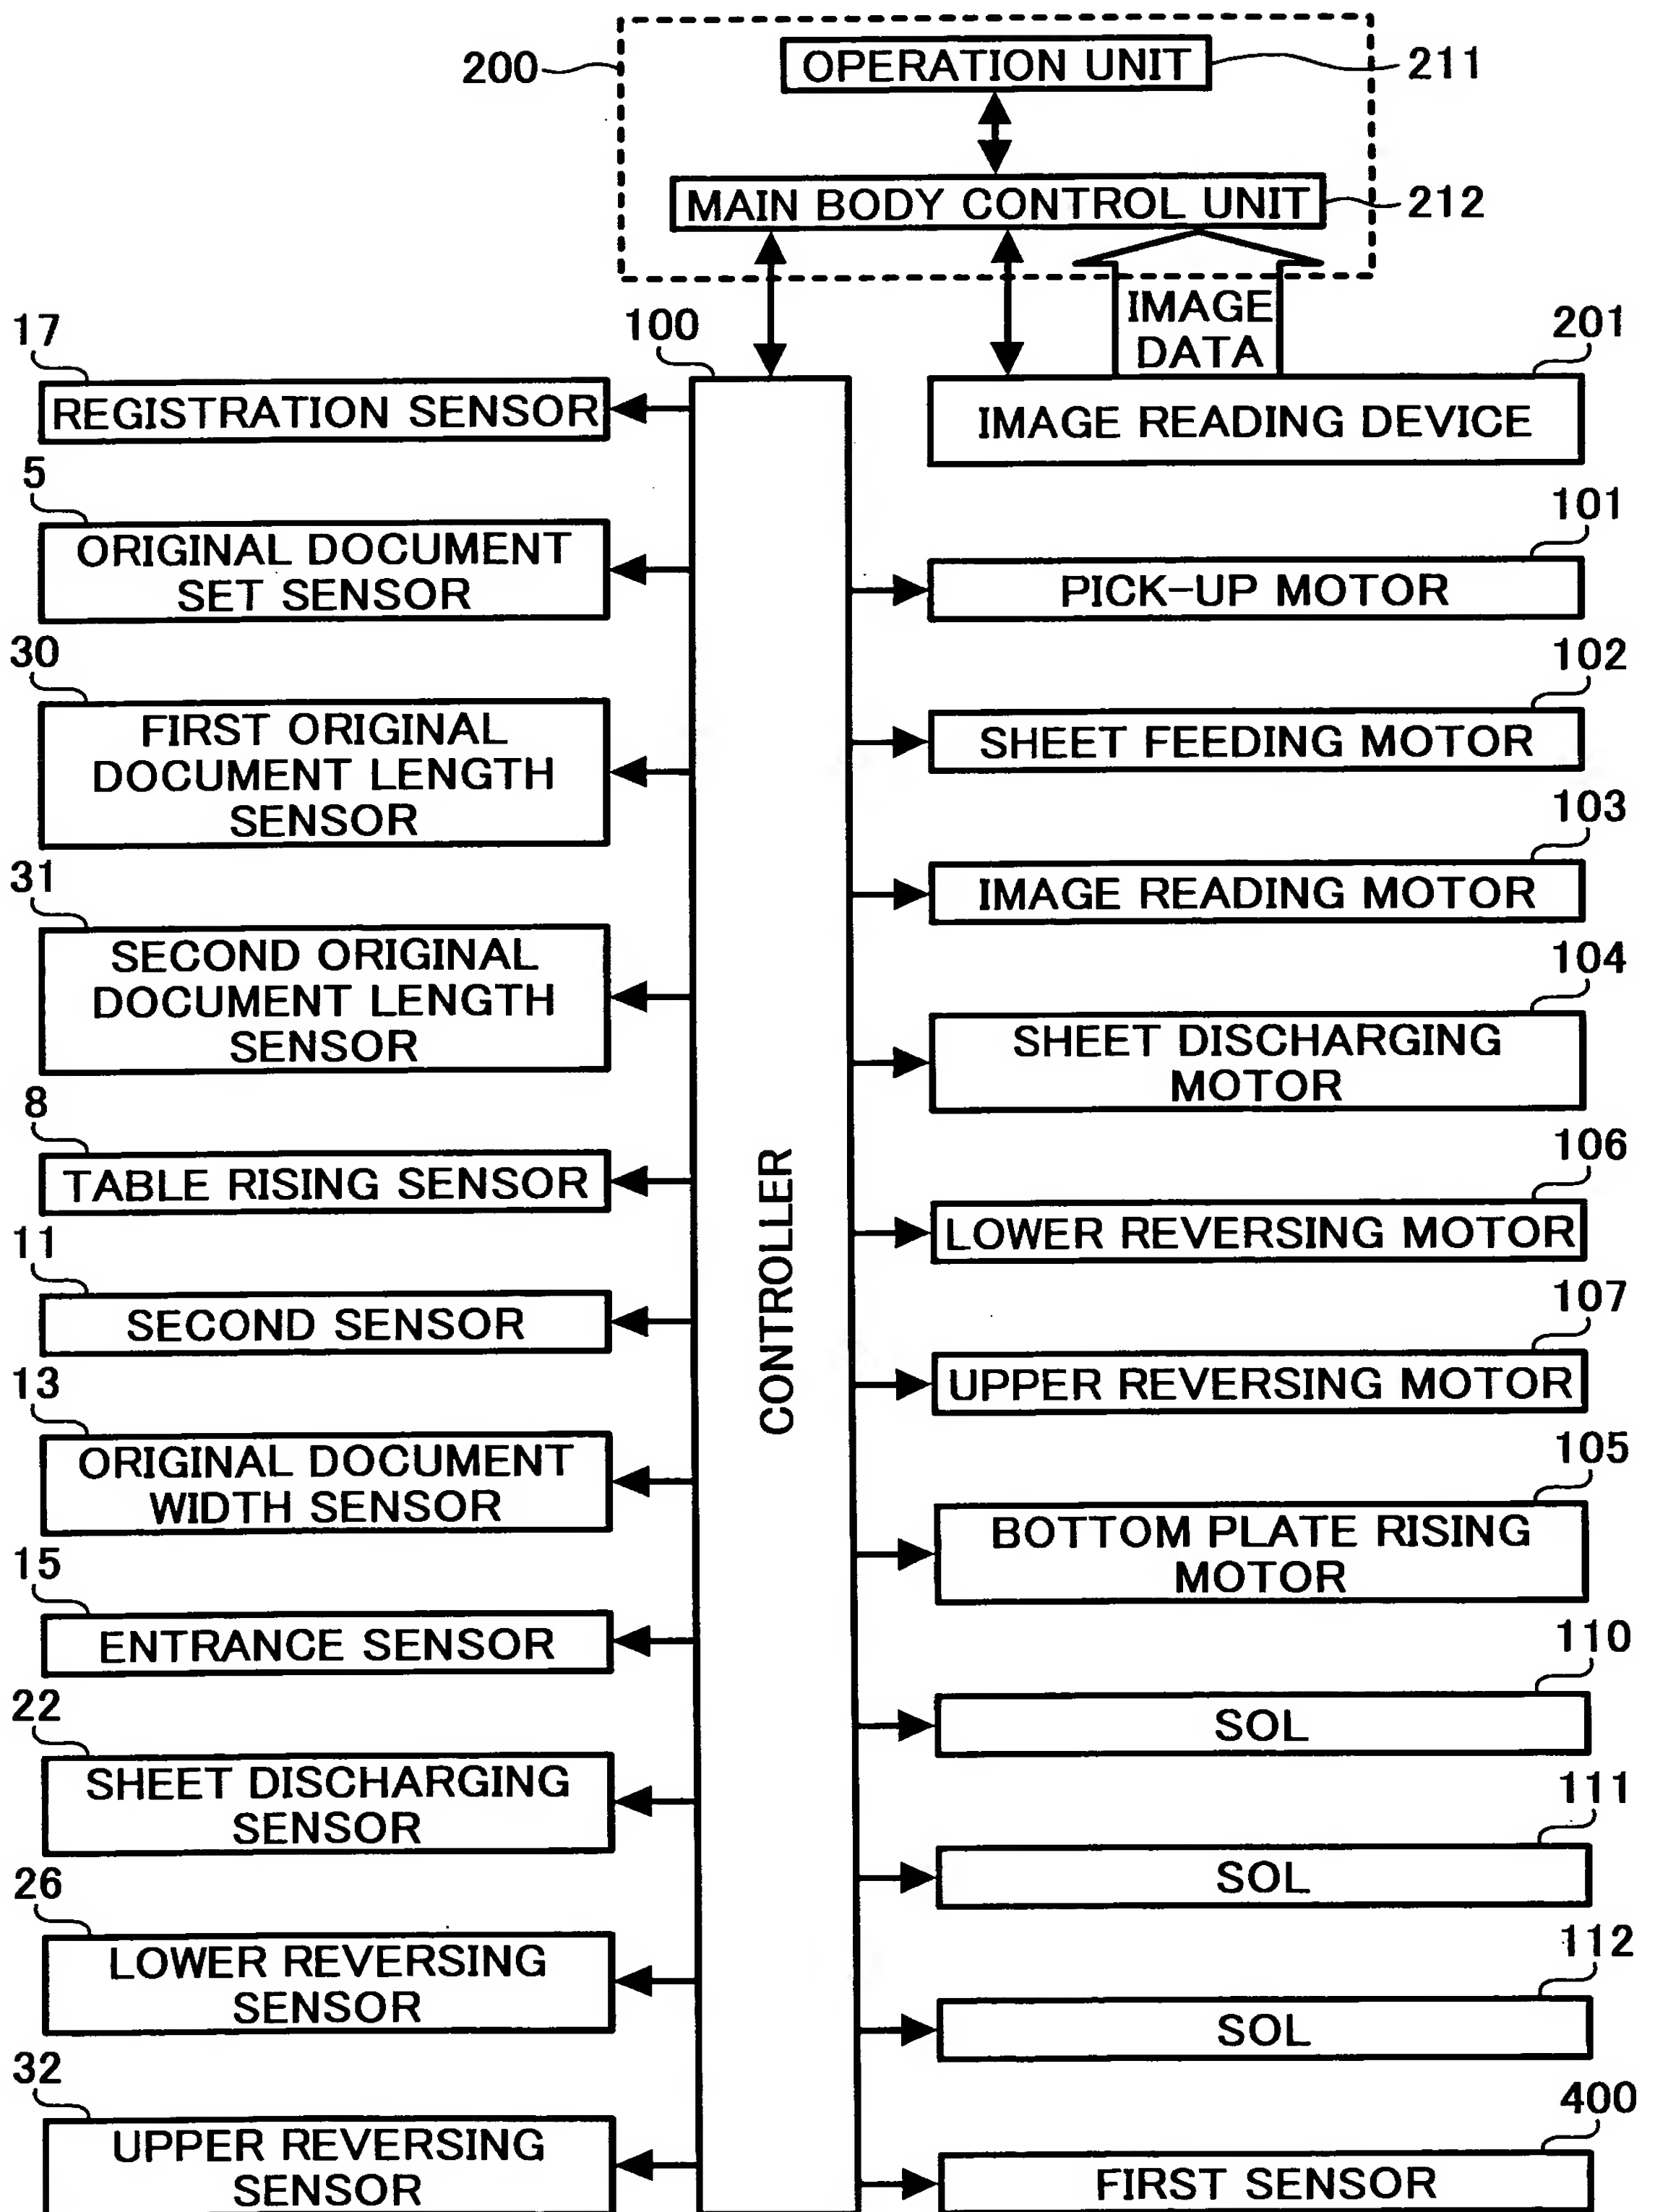 200
OPERATION UNIT
211
MAIN BODY CONTROL UNIT
212
IMAGE
DATA
100
CONTROLLER
201
IMAGE READING DEVICE
17
REGISTRATION SENSOR
5
ORIGINAL DOCUMENT
SET SENSOR
30
FIRST ORIGINAL
DOCUMENT LENGTH
SENSOR
31
SECOND ORIGINAL
DOCUMENT LENGTH
SENSOR
8
TABLE RISING SENSOR
11
SECOND SENSOR
13
ORIGINAL DOCUMENT
WIDTH SENSOR
15
ENTRANCE SENSOR
22
SHEET DISCHARGING
SENSOR
26
LOWER REVERSING
SENSOR
32
UPPER REVERSING
SENSOR
101
PICK-UP MOTOR
102
SHEET FEEDING MOTOR
103
IMAGE READING MOTOR
104
SHEET DISCHARGING
MOTOR
106
LOWER REVERSING MOTOR
107
UPPER REVERSING MOTOR
105
BOTTOM PLATE RISING
MOTOR
110
SOL
111
SOL
112
SOL
400
FIRST SENSOR